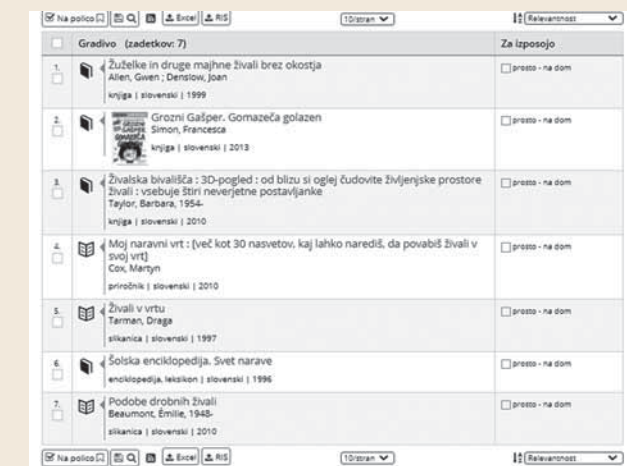 Na polico Excel RIS 10/stran Relevantnost
Gradivo (zadetkov: 7) Za izposojo
1. Žuželke in druge majhne živali brez okostja
Allen, Gwen ; Denslow, Joan
knjiga | slovenski | 1999
prosto - na dom
2. Grozni Gašper. Gomazeča golazen
Simon, Francesca
knjiga | slovenski | 2013
prosto - na dom
3. Živalska bivališča : 3D-pogled : od blizu si oglej čudovite življenjske prostore
živali : vsebuje štiri neverjetne postavljanke
Taylor, Barbara, 1954-
knjiga | slovenski | 2010
prosto - na dom
4. Moj naravni vrt : [več kot 30 nasvetov, kaj lahko narediš, da povabiš živali v
svoj vrt]
Cox, Martyn
priročnik | slovenski | 2010
prosto - na dom
5. Živali v vrtu
Tarman, Draga
slikanica | slovenski | 1997
prosto - na dom
6. Šolska enciklopedija. Svet narave
enciklopedija, leksikon | slovenski | 1996
prosto - na dom
7. Podobe drobnih živali
Beaumont, Émilie, 1948-
slikanica | slovenski | 2010
prosto - na dom
Na polico Excel RIS 10/stran Relevantnost